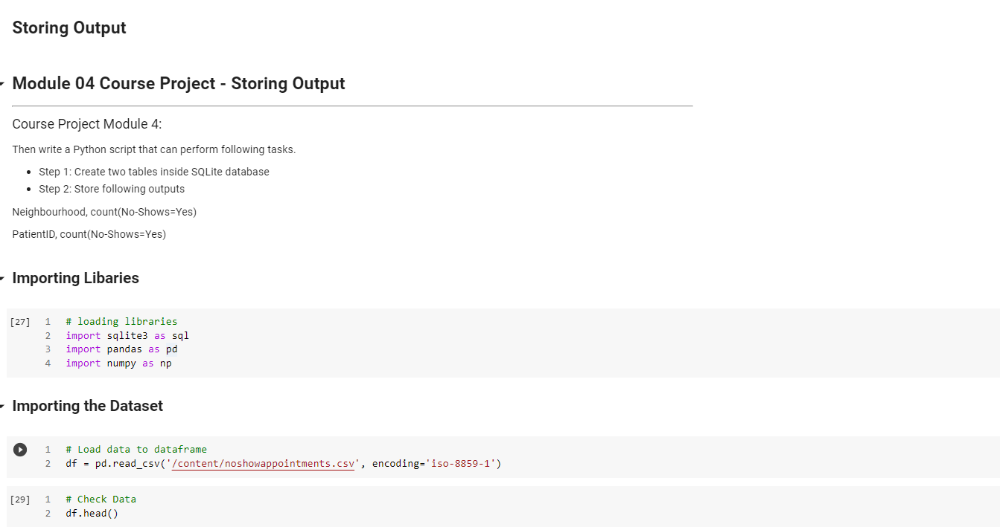 Storing Output
Module 04 Course Project - Storing Output
Course Project Module 4:
Then write a Python script that can perform following tasks.
• Step 1: Create two tables inside SQLite database
• Step 2: Store following outputs
Neighbourhood, count(No-Shows=Yes)
PatientID, count(No-Shows=Yes)
Importing Libaries
[27] 1 # loading libraries
2 import sqlite3 as sql
3 import pandas as pd
4 import numpy as np
Importing the Dataset
1 # Load data to dataframe
2 df = pd.read_csv('/content/noshowappointments.csv', encoding='iso-8859-1')
[29] 1 # Check Data
2 df.head()